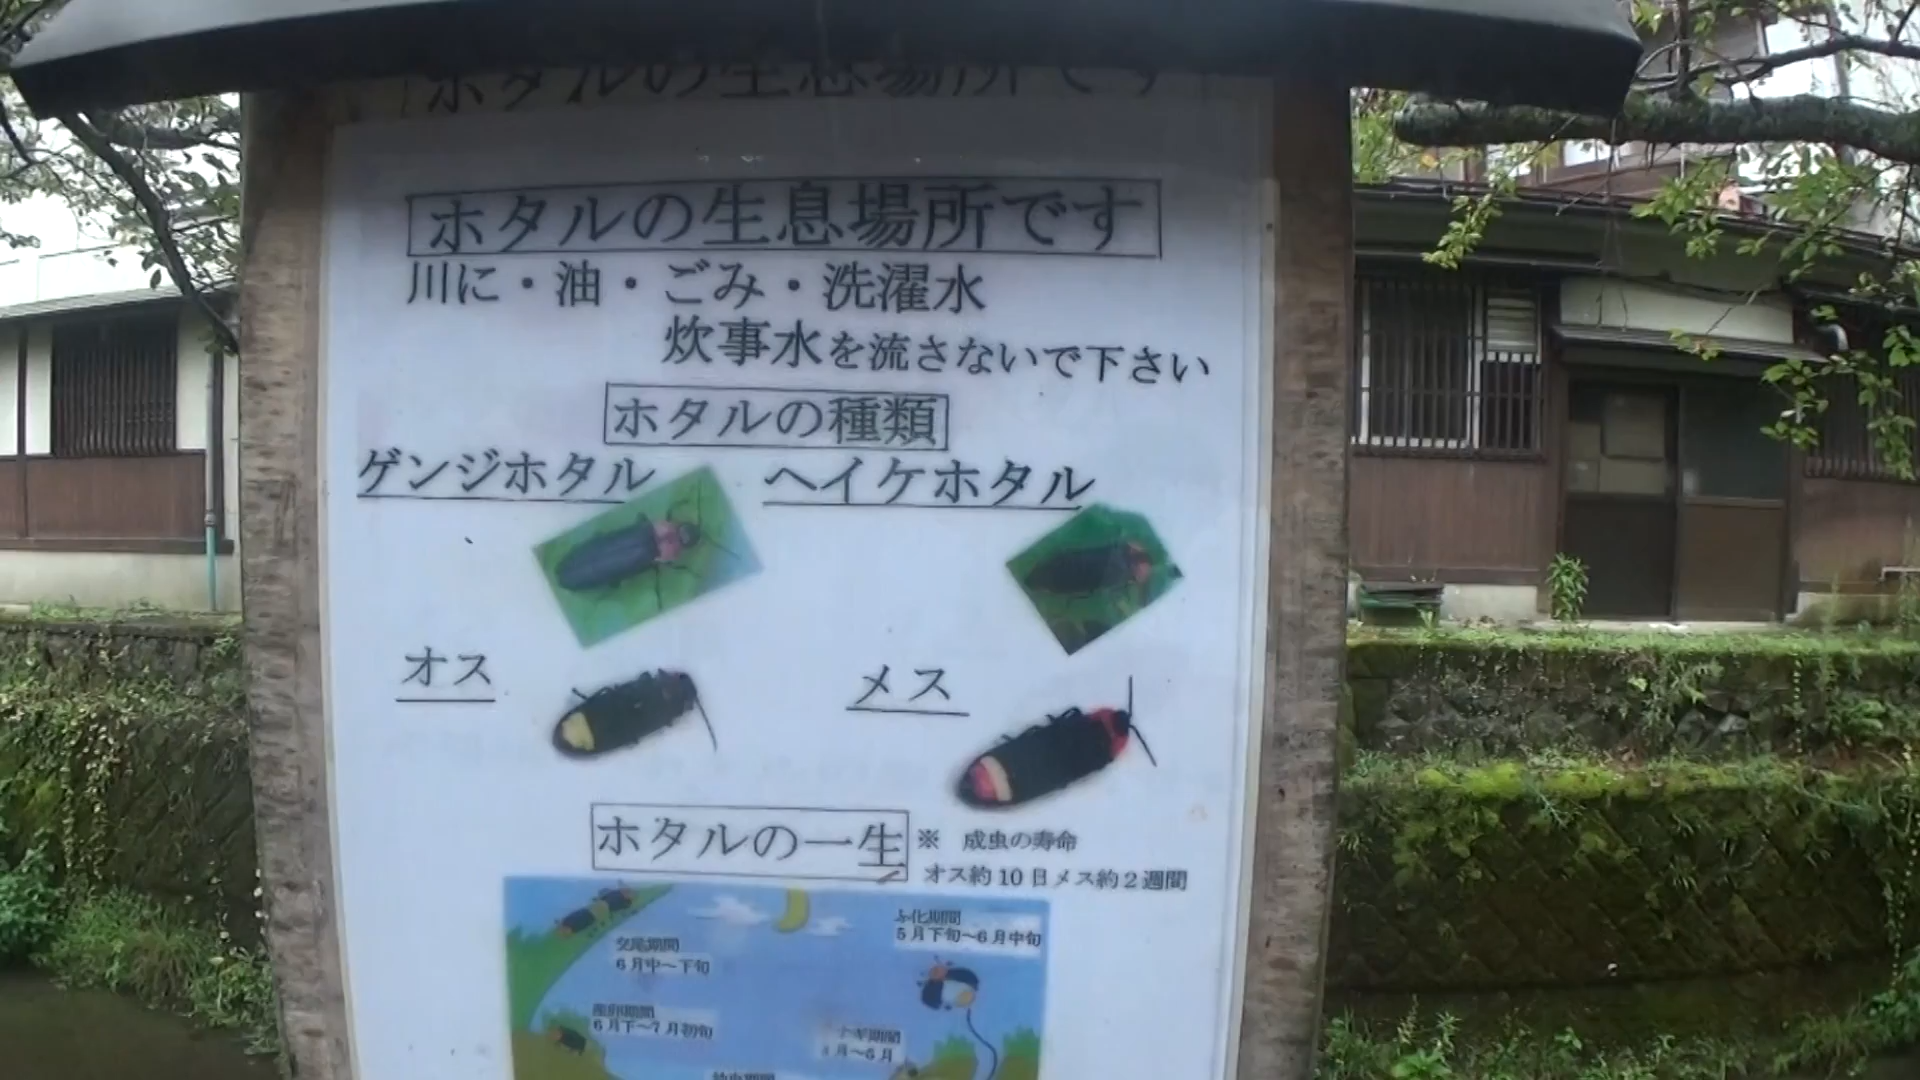 ホタルの生息場所です
ホタルの生息場所です
川に・油・ごみ・洗濯水
炊事水を流さないで下さい
ホタルの種類
ゲンジホタル
ヘイケホタル
オス
メス
ホタルの一生
※ 成虫の寿命
オス約10日メス約2週間
ふ化期間
5月下旬～6月中旬
交尾期間
6月中～下旬
産卵期間
6月下～7月初旬
期間
月～6月